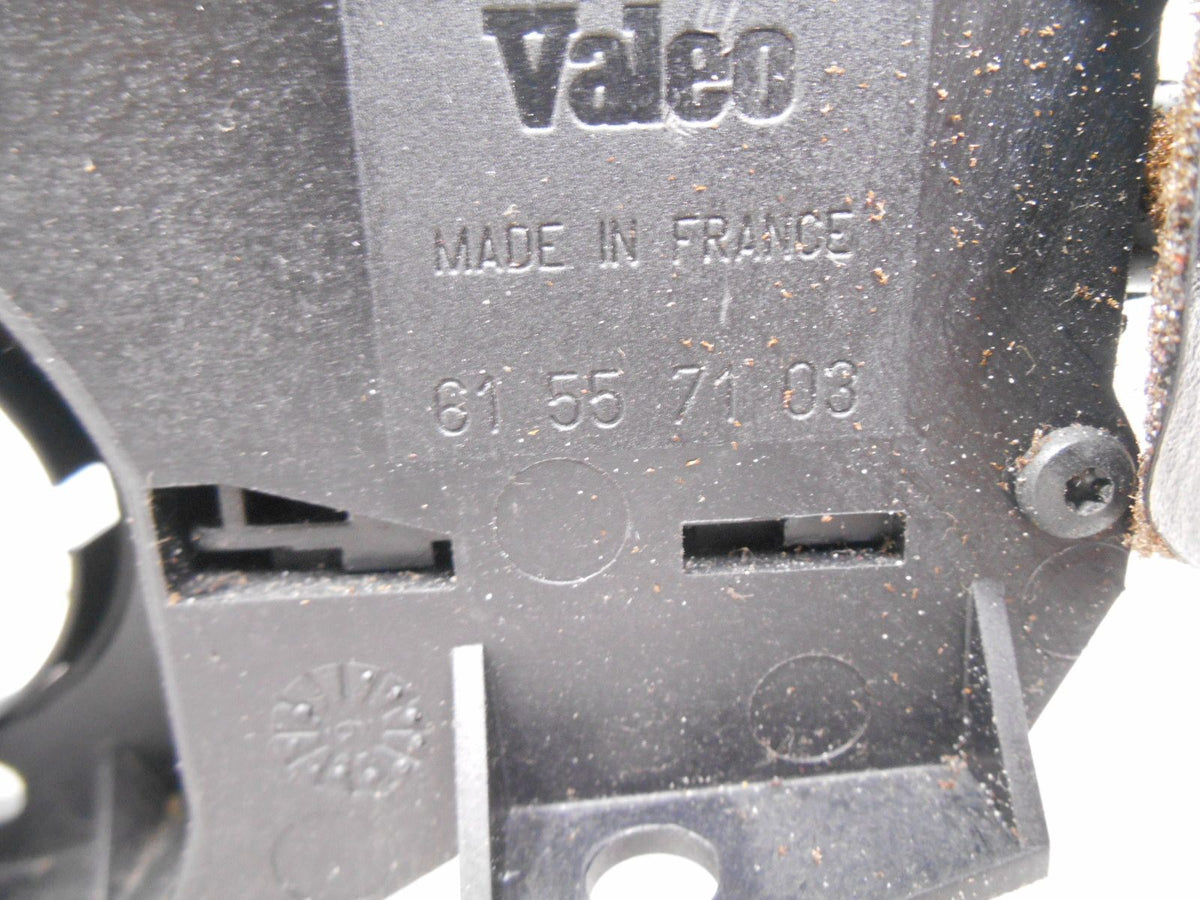 Valeo
MADE IN FRANCE
61 55 71 03